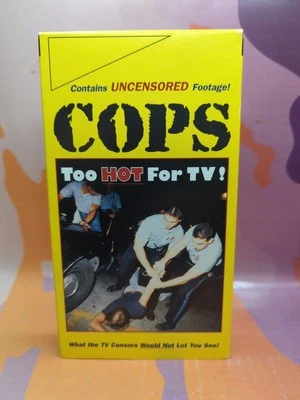 Contains UNCENSORED Footage!
COPS
Too HOT For TV!
What the TV Censors Would Not Let You See!